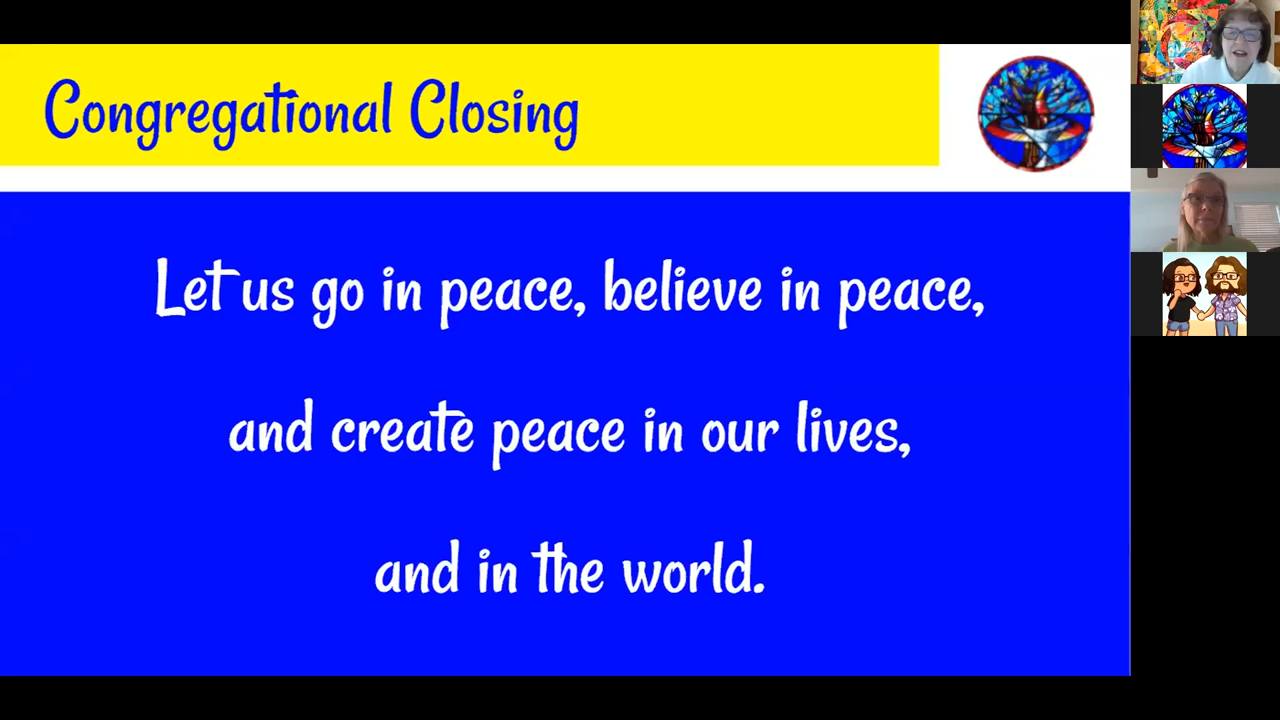 Congregational Closing
Let us go in peace, believe in peace,
and create peace in our lives,
and in the world.